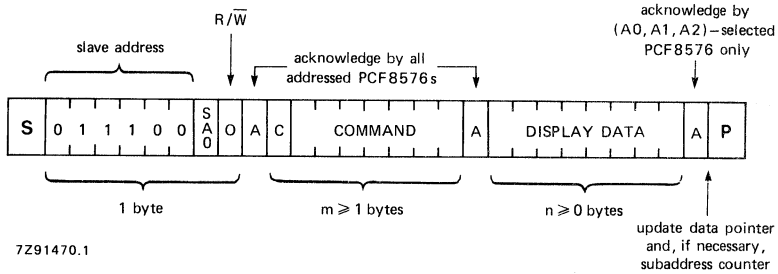 acknowledge by
R/W̅
(A0, A1, A2)–selected
PCF8576 only
slave address
acknowledge by all
addressed PCF8576s
S 0 1 1 1 0 0 SA0 0 A C COMMAND A DISPLAY DATA A P
1 byte
m ⩾ 1 bytes
n ⩾ 0 bytes
update data pointer
and, if necessary,
subaddress counter
7Z91470.1